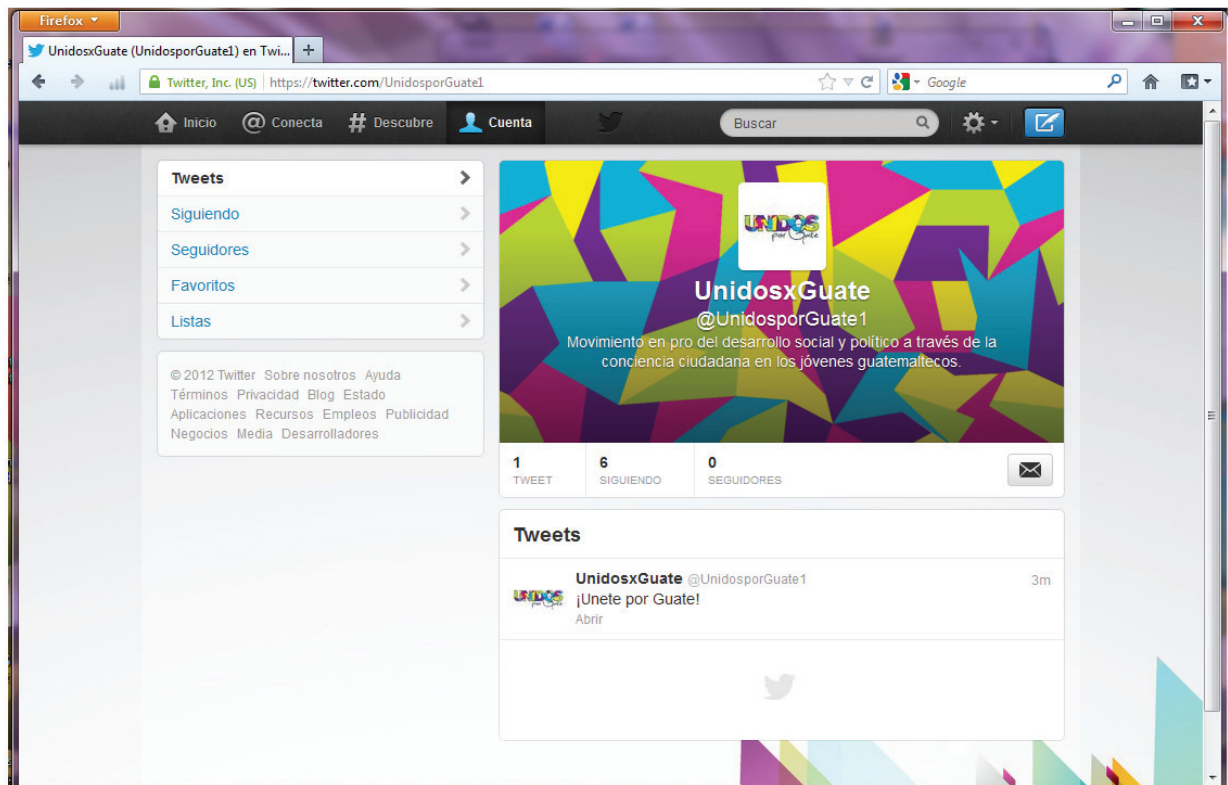 Firefox
UnidosxGuate (UnidosporGuate1) en Twi...
Twitter, Inc. (US) https://twitter.com/UnidosporGuate1
Google
Inicio
Conecta
Descubre
Cuenta
Buscar
Tweets
Siguiendo
Seguidores
Favoritos
Listas
© 2012 Twitter Sobre nosotros Ayuda
Términos Privacidad Blog Estado
Aplicaciones Recursos Empleos Publicidad
Negocios Media Desarrolladores
UNIDOS
por Guate
UnidosxGuate
@UnidosporGuate1
Movimiento en pro del desarrollo social y político a través de la
conciencia ciudadana en los jóvenes guatemaltecos.
1
TWEET
6
SIGUIENDO
0
SEGUIDORES
Tweets
UNIDOS
por Guate
UnidosxGuate @UnidosporGuate1 3m
¡Unete por Guate!
Abrir